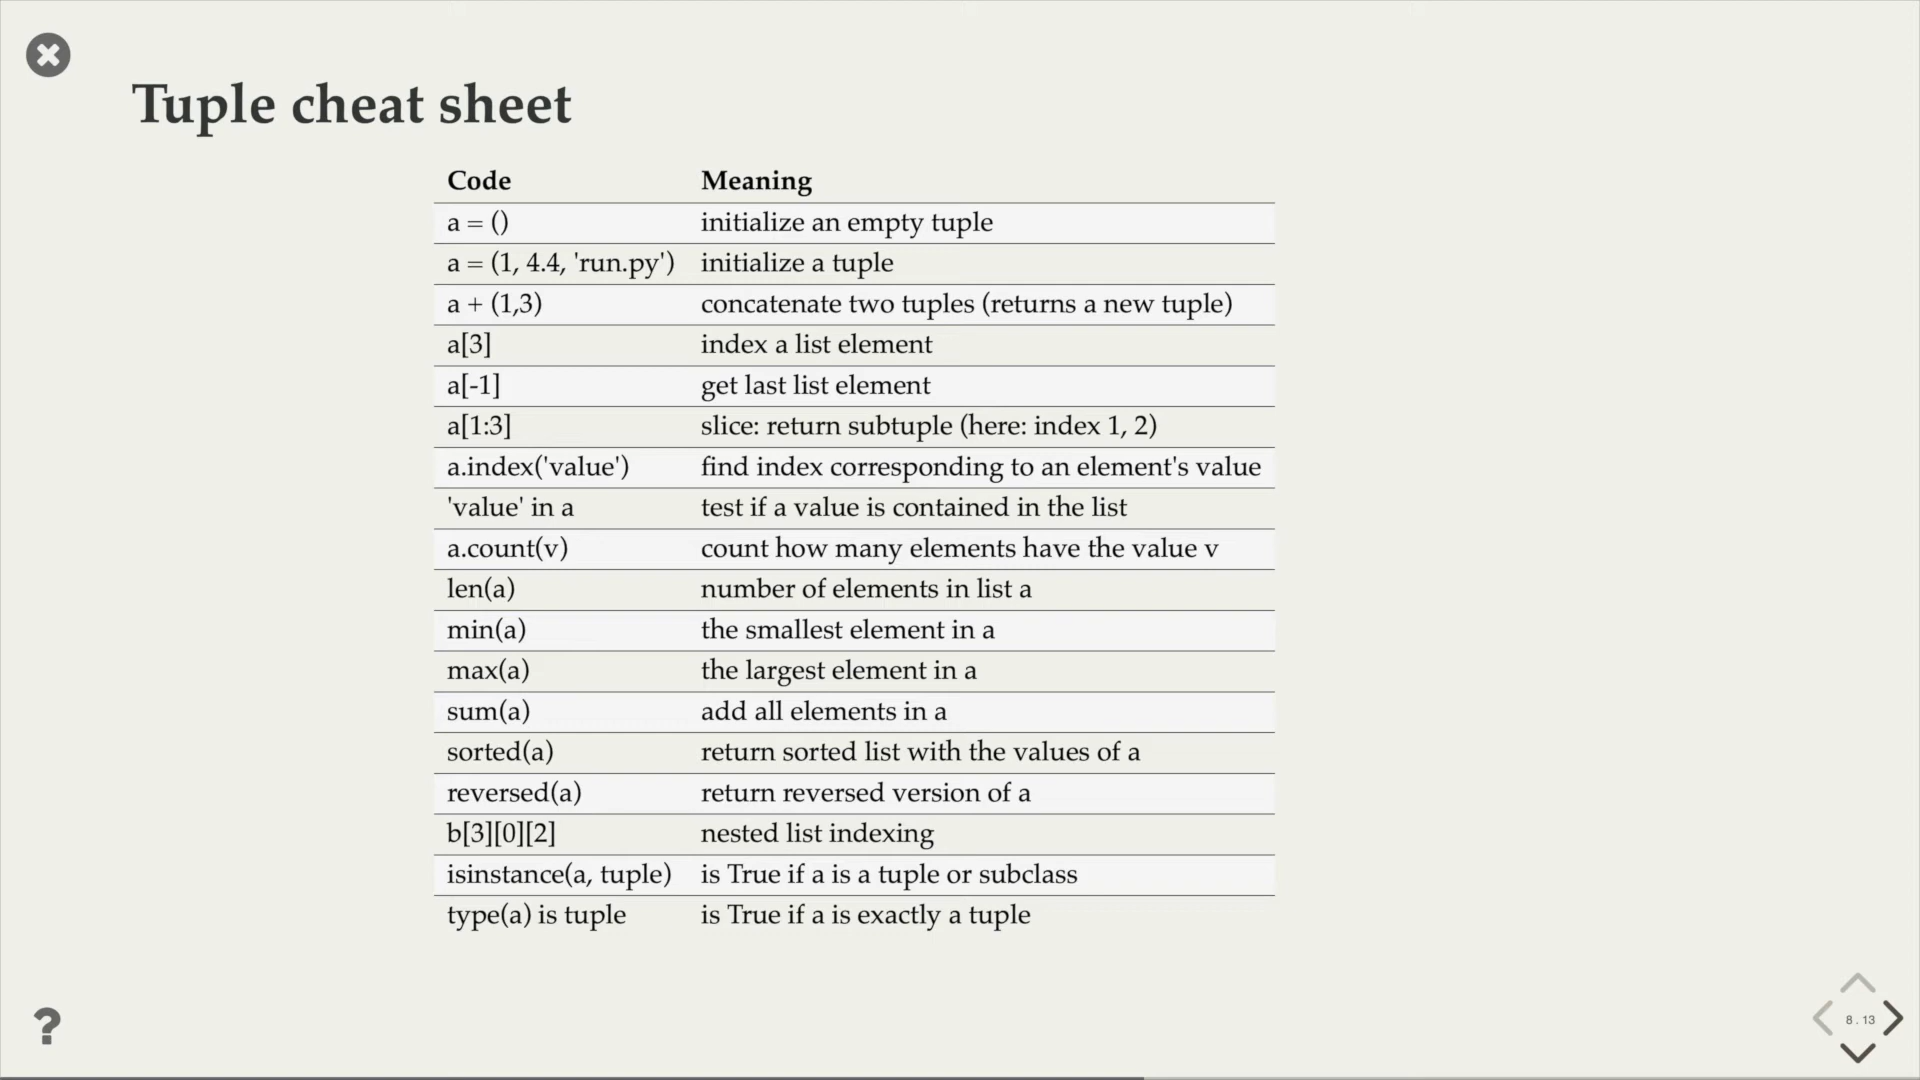 Tuple cheat sheet
Code Meaning
a = () initialize an empty tuple
a = (1, 4.4, 'run.py') initialize a tuple
a + (1,3) concatenate two tuples (returns a new tuple)
a[3] index a list element
a[-1] get last list element
a[1:3] slice: return subtuple (here: index 1, 2)
a.index('value') find index corresponding to an element's value
'value' in a test if a value is contained in the list
a.count(v) count how many elements have the value v
len(a) number of elements in list a
min(a) the smallest element in a
max(a) the largest element in a
sum(a) add all elements in a
sorted(a) return sorted list with the values of a
reversed(a) return reversed version of a
b[3][0][2] nested list indexing
isinstance(a, tuple) is True if a is a tuple or subclass
type(a) is tuple is True if a is exactly a tuple
?
8 . 13